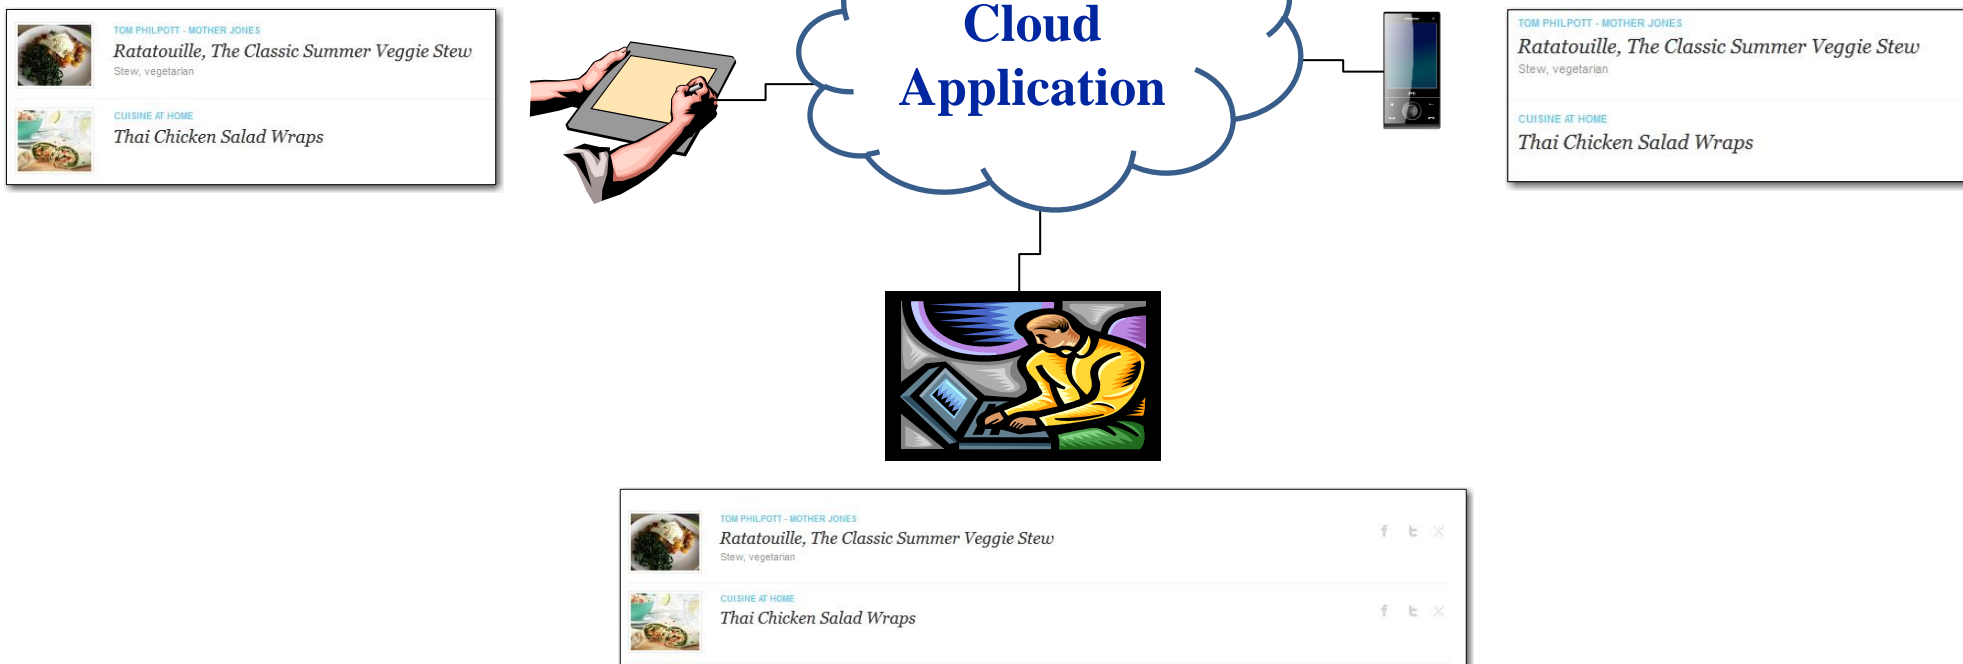 TOM PHILPOTT - MOTHER JONES
Ratatouille, The Classic Summer Veggie Stew
Stew, vegetarian
CUISINE AT HOME
Thai Chicken Salad Wraps
Cloud
Application
TOM PHILPOTT - MOTHER JONES
Ratatouille, The Classic Summer Veggie Stew
Stew, vegetarian
CUISINE AT HOME
Thai Chicken Salad Wraps
TOM PHILPOTT - MOTHER JONES
Ratatouille, The Classic Summer Veggie Stew
Stew, vegetarian
CUISINE AT HOME
Thai Chicken Salad Wraps